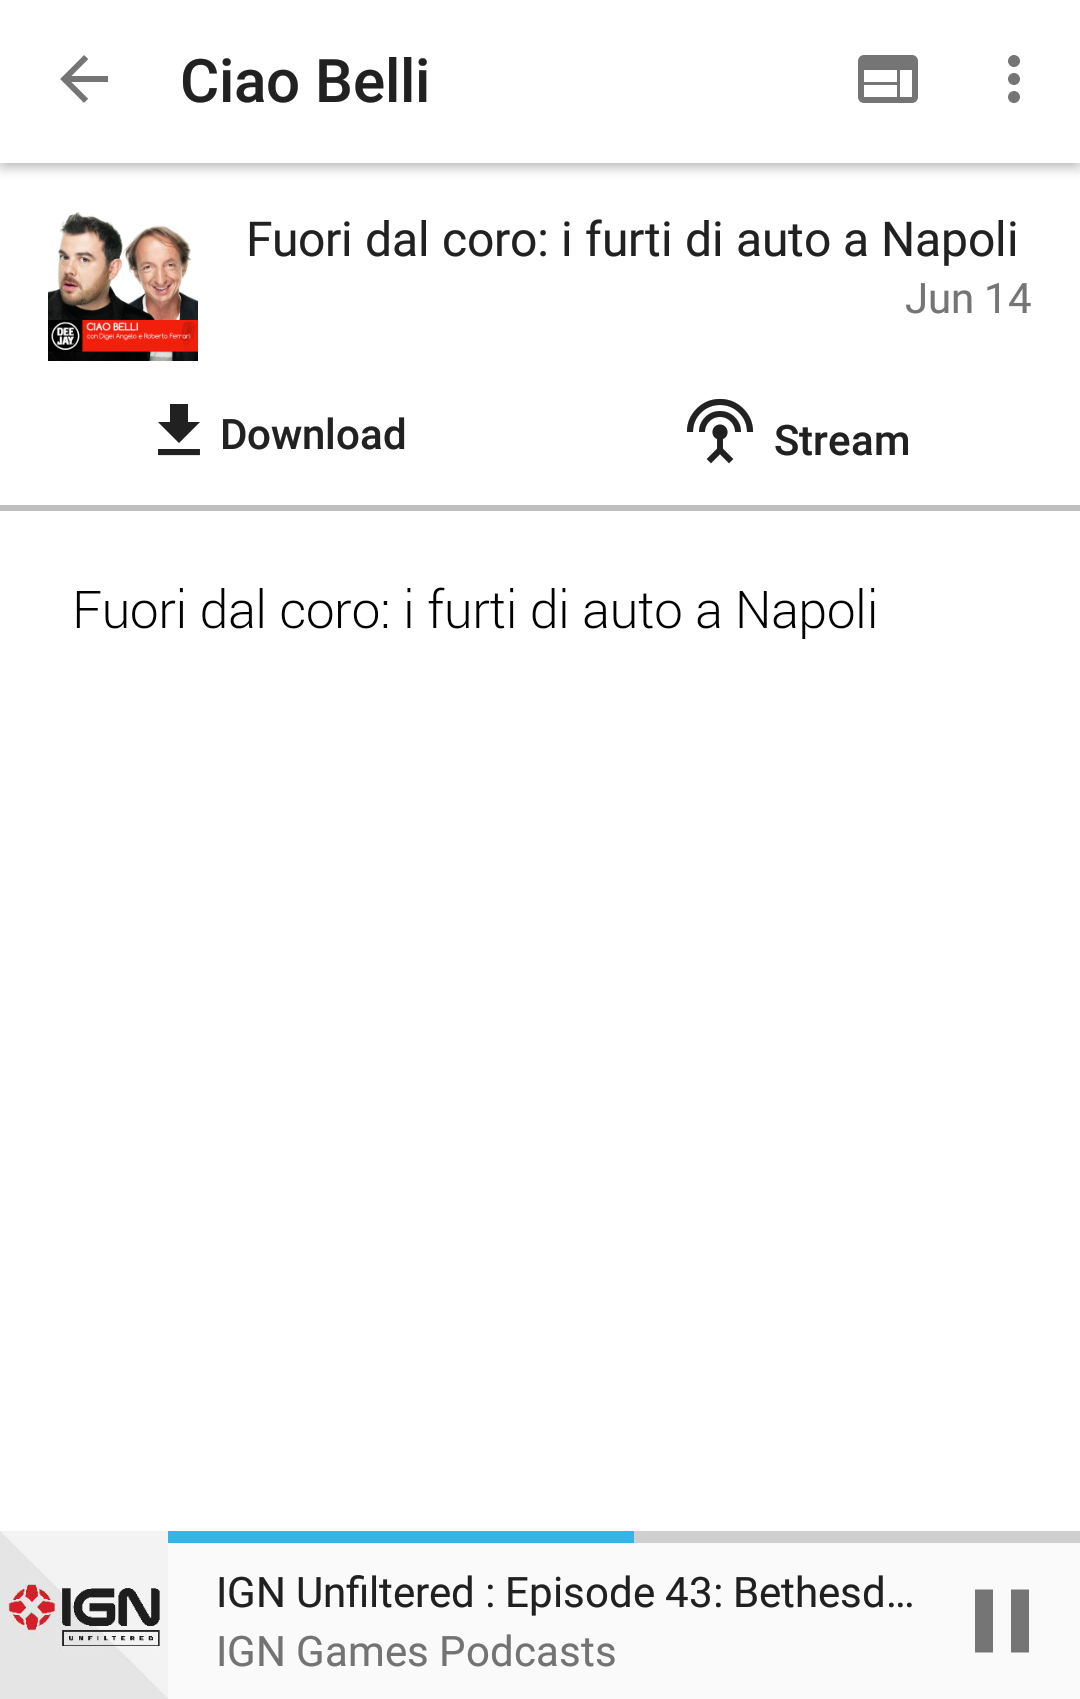 Ciao Belli
Fuori dal coro: i furti di auto a Napoli
Jun 14
CIAO BELLI
con Digei Angelo e Roberto Ferrari
DEE
JAY
Download
Stream
Fuori dal coro: i furti di auto a Napoli
IGN Unfiltered : Episode 43: Bethesd...
IGN
UNFILTERED
IGN Games Podcasts